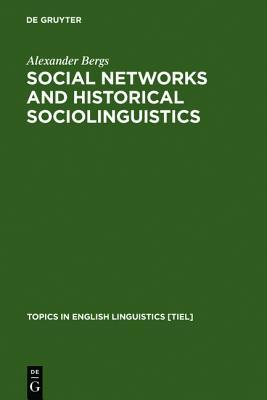 DE GRUYTER
Alexander Bergs
SOCIAL NETWORKS
AND HISTORICAL
SOCIOLINGUISTICS
TOPICS IN ENGLISH LINGUISTICS [TIEL]
DE
G